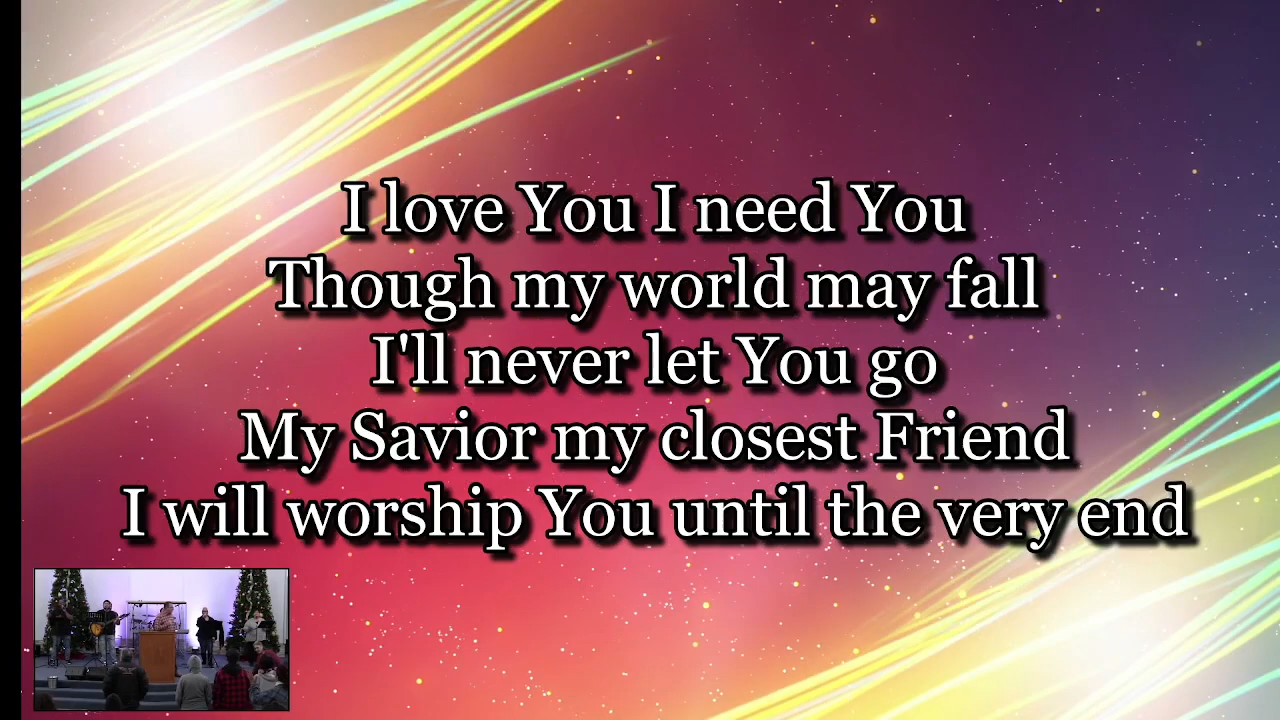 I love You I need You
Though my world may fall
I'll never let You go
My Savior my closest Friend
I will worship You until the very end